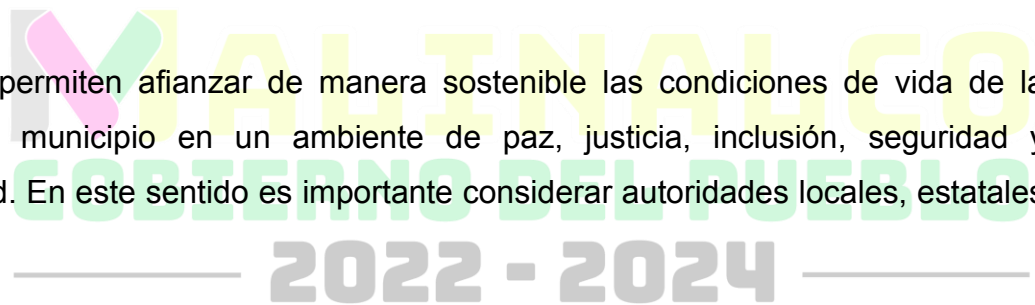 MALINALCO
permiten afianzar de manera sostenible las condiciones de vida de la
municipio en un ambiente de paz, justicia, inclusión, seguridad y
d. En este sentido es importante considerar autoridades locales, estatales
GOBIERNO DEL PUEBLO
2022 - 2024